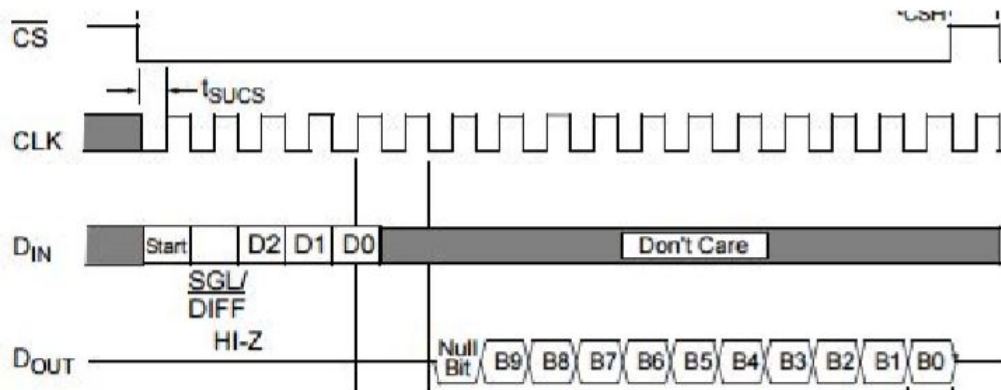 CS
tCSH
tSUCS
CLK
DIN
Start D2 D1 D0 Don't Care
SGL/
DIFF
HI-Z
DOUT
Null
Bit B9 B8 B7 B6 B5 B4 B3 B2 B1 B0